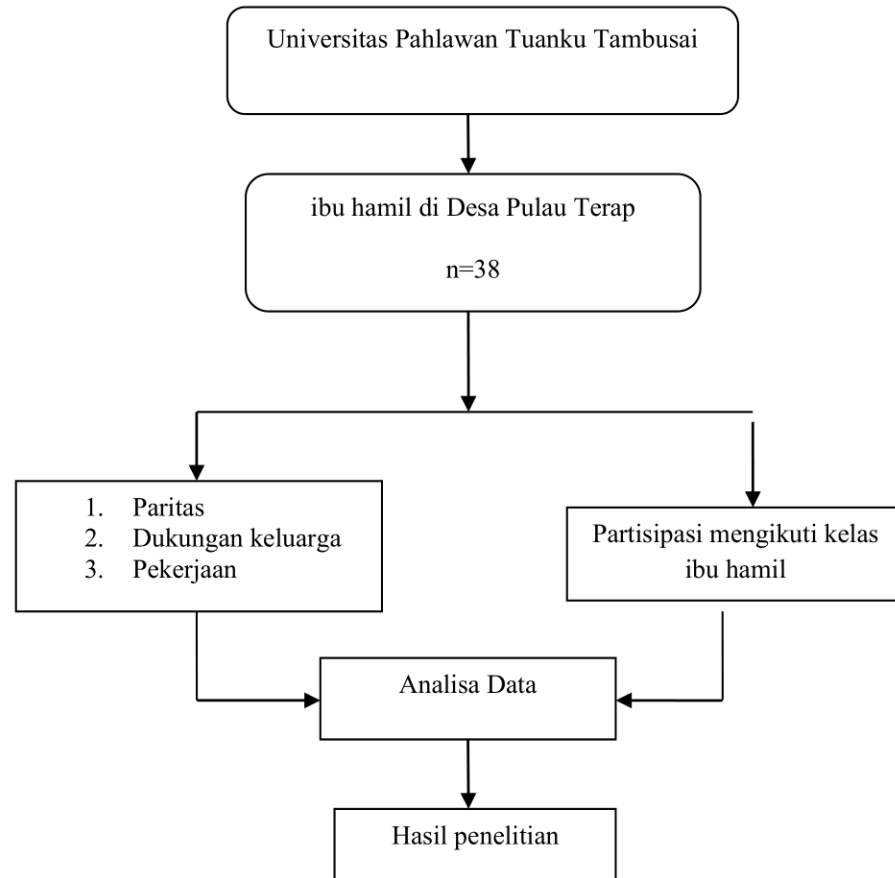 Universitas Pahlawan Tuanku Tambusai
ibu hamil di Desa Pulau Terap
n=38
1. Paritas
2. Dukungan keluarga
3. Pekerjaan
Partisipasi mengikuti kelas
ibu hamil
Analisa Data
Hasil penelitian